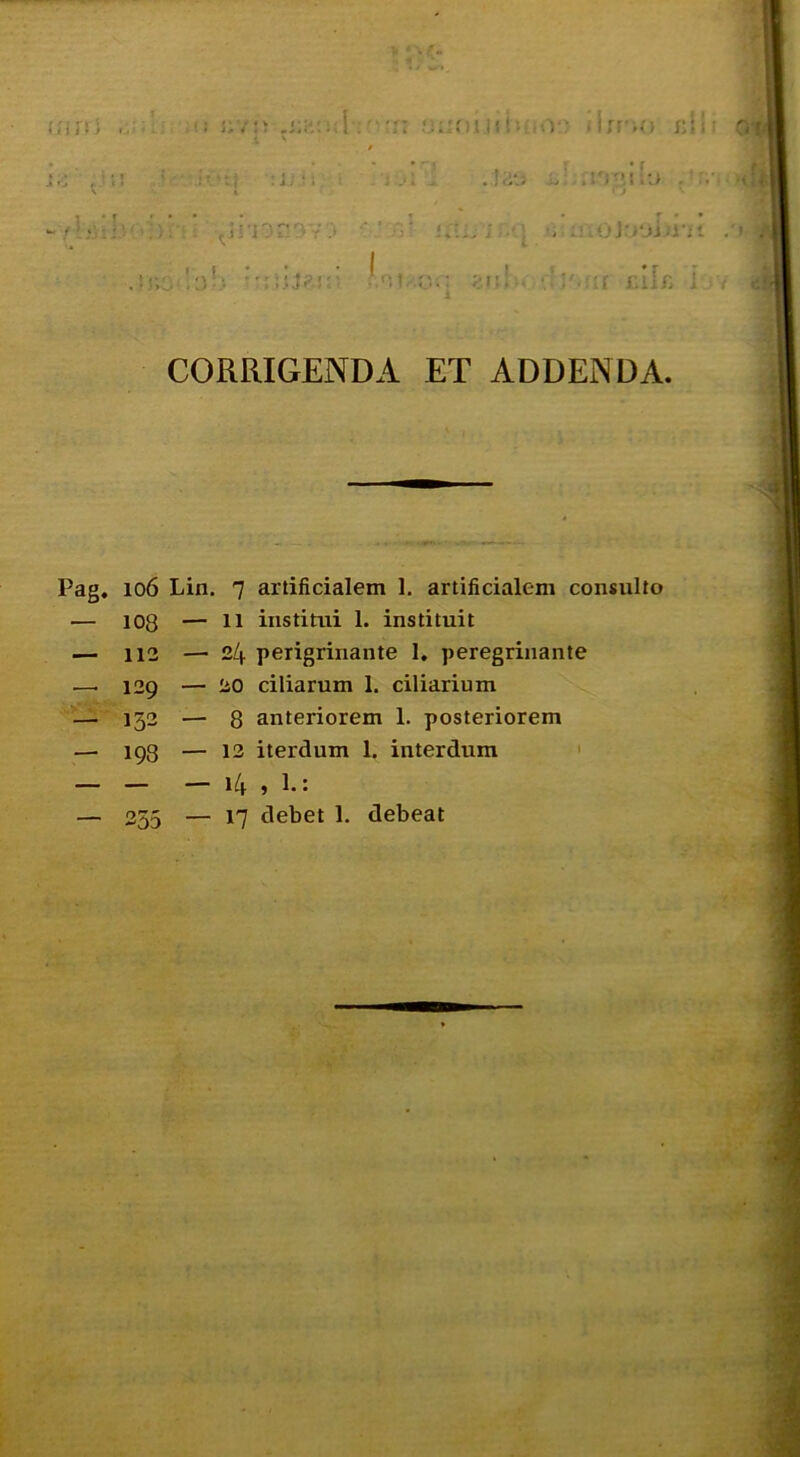 CORRIGENDA ET ADDENDA.
Pag. 106 Lin. 7 artificialem l. artificialem consulto
— 108 — 11 institui l. instituit
— 112 — 24 perigrinante l. peregrinante
— 129 — 20 ciliarum l. ciliarium
— 132 — 8 anteriorem l. posteriorem
— 198 — 12 iterdum l. interdum
— — — 14 , l. :
— 235 — 17 debet l. debeat